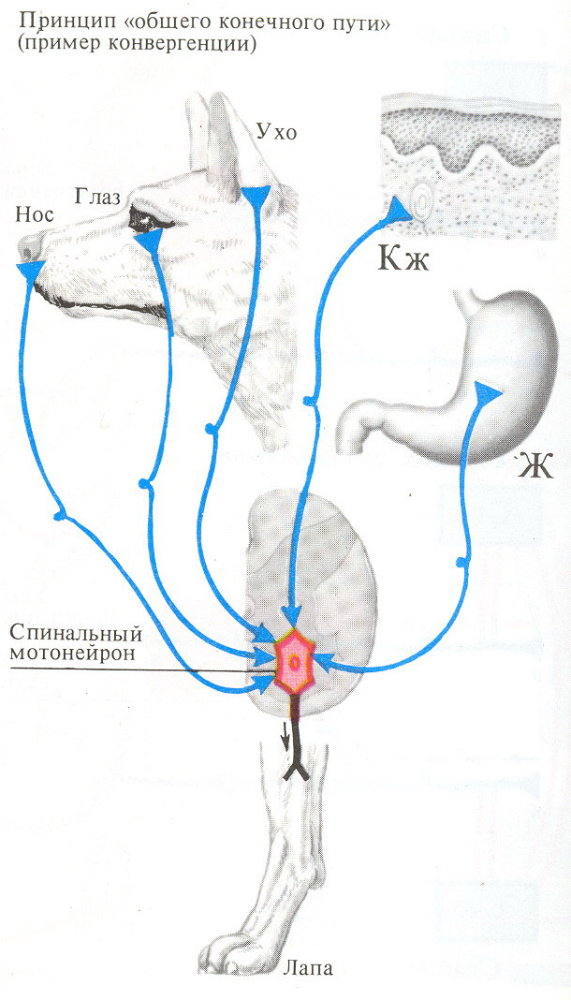 Принцип «общего конечного пути»
(пример конвергенции)
Ухо
Глаз
Нос
Кж
Ж
Спинальный
мотонейрон
Лапа